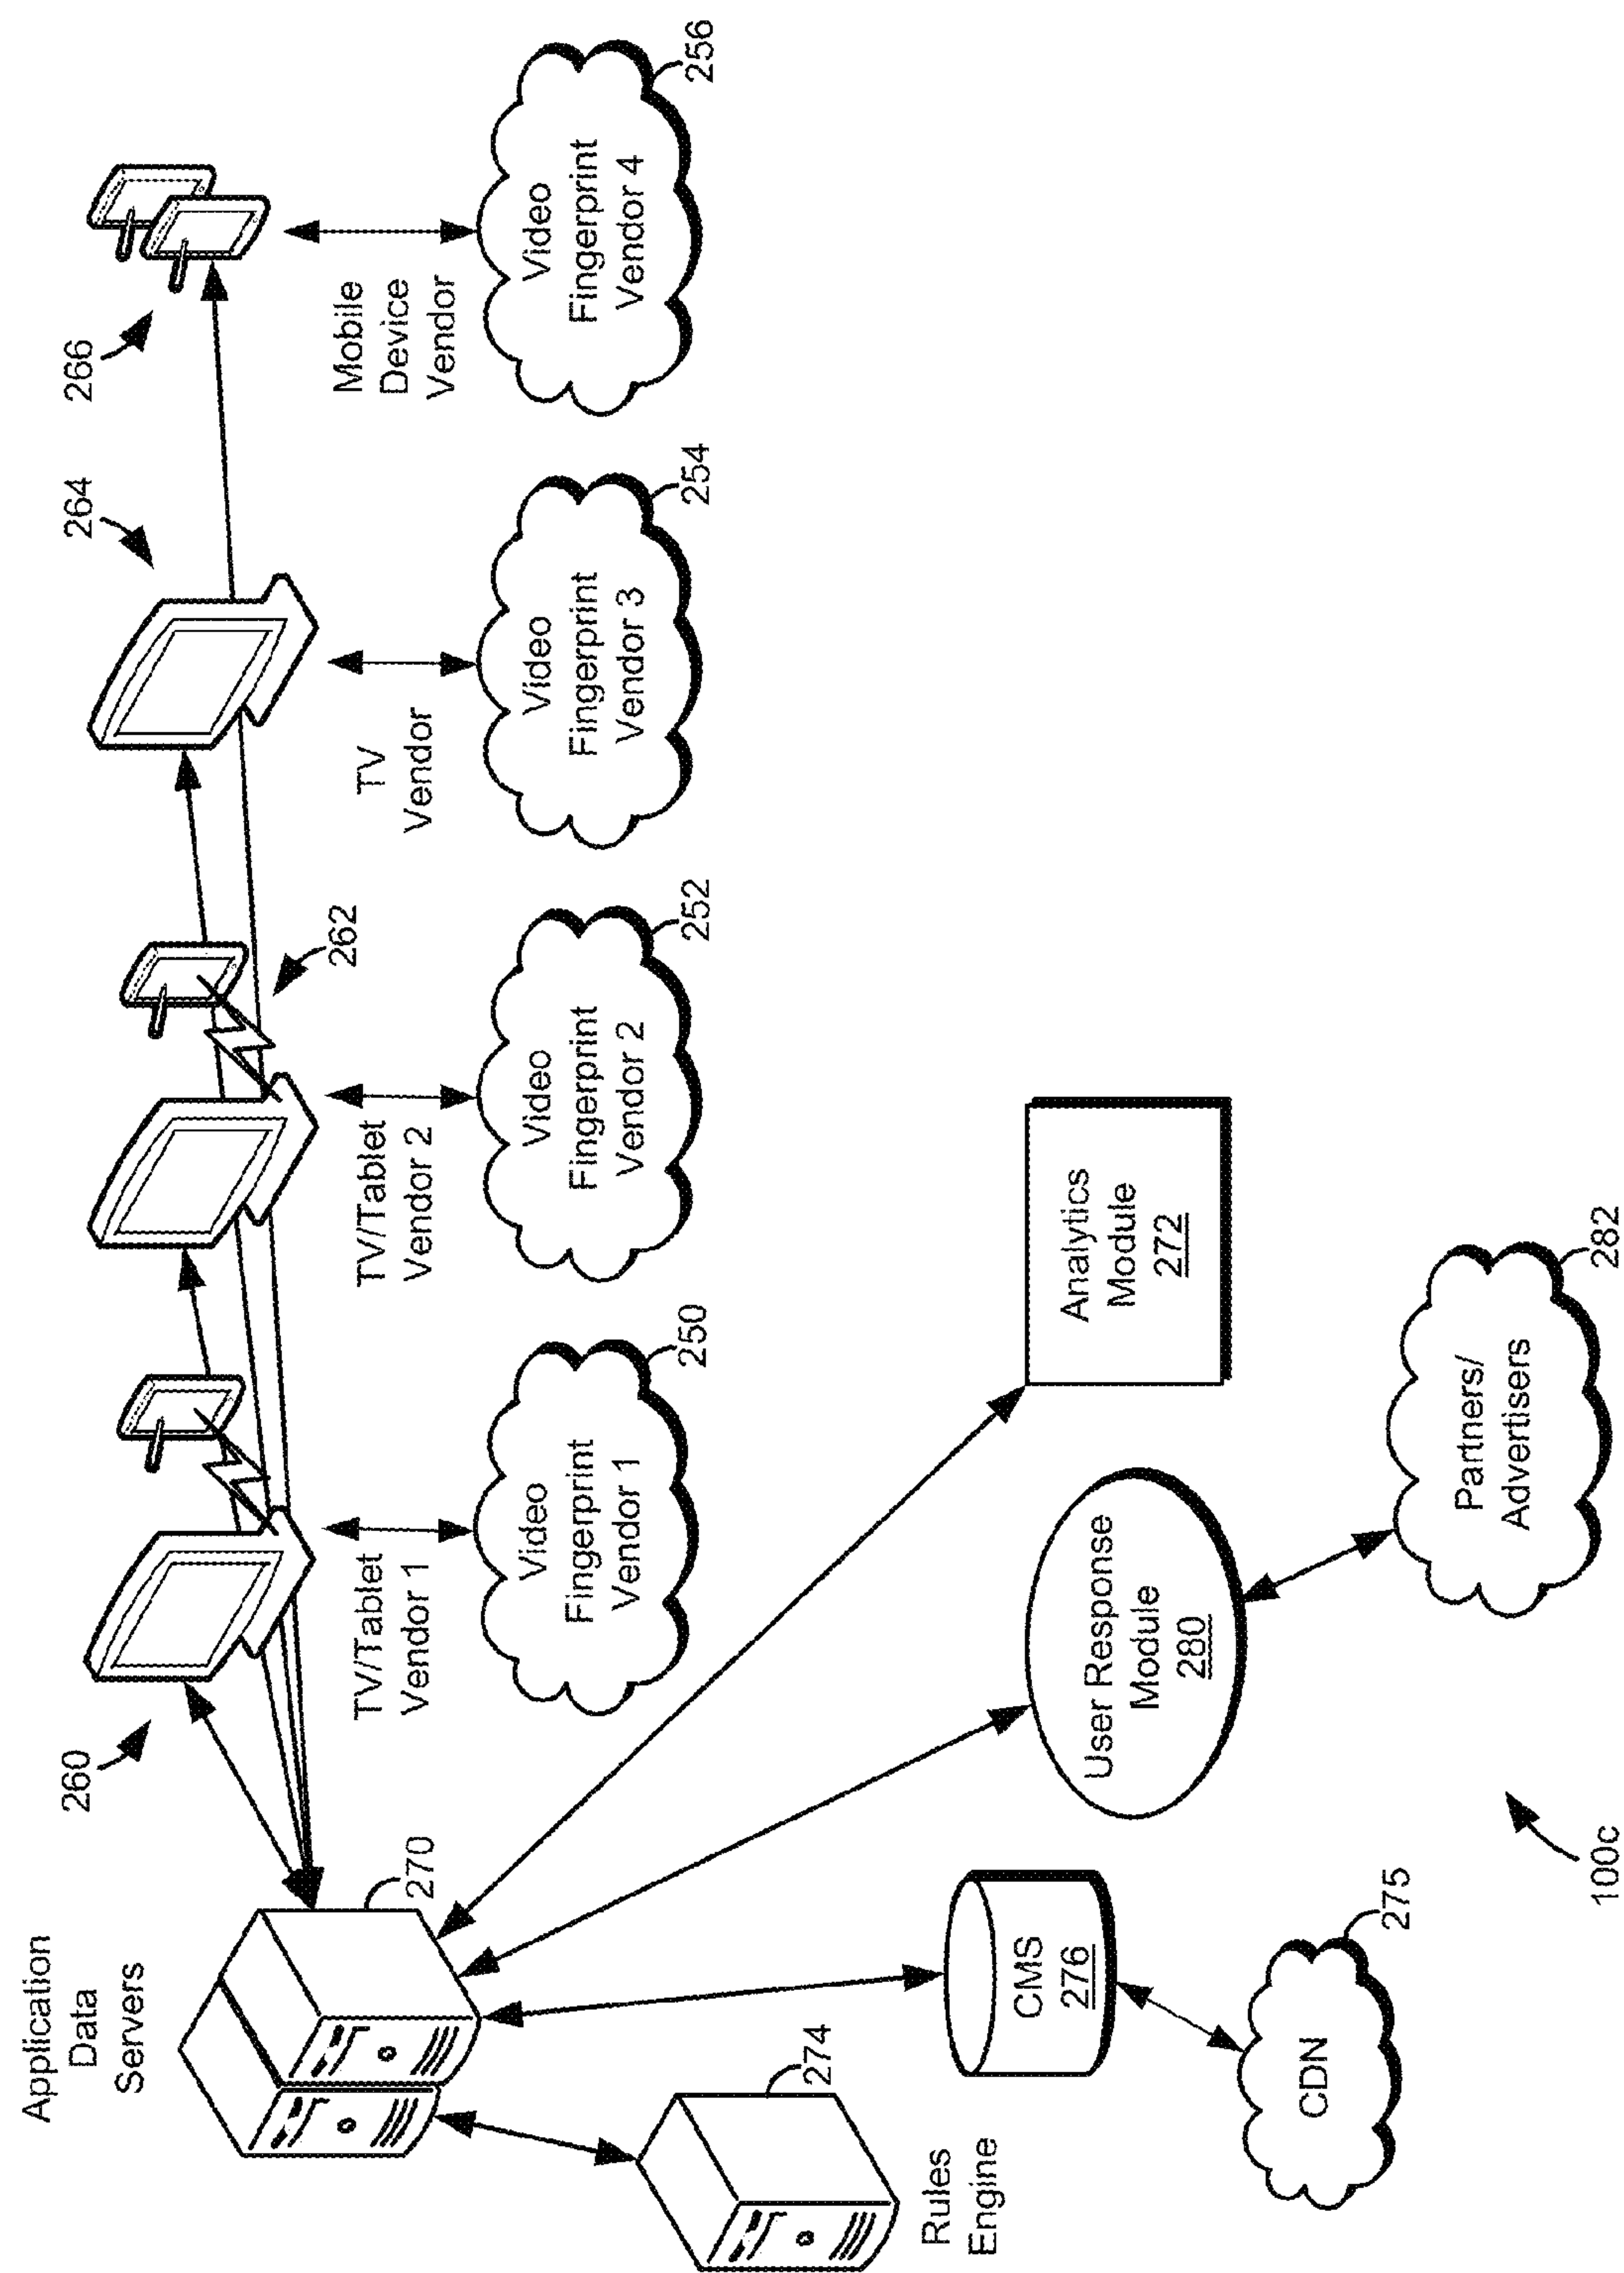 Application
Data
Servers
270
260
262
264
266
TV/Tablet
Vendor 1
TV/Tablet
Vendor 2
TV
Vendor
Mobile
Device
Vendor
Video
Fingerprint
Vendor 1
250
Video
Fingerprint
Vendor 2
252
Video
Fingerprint
Vendor 3
254
Video
Fingerprint
Vendor 4
256
274
Rules
Engine
CMS
276
CDN
275
User Response
Module
280
Analytics
Module
272
Partners/
Advertisers
282
100c